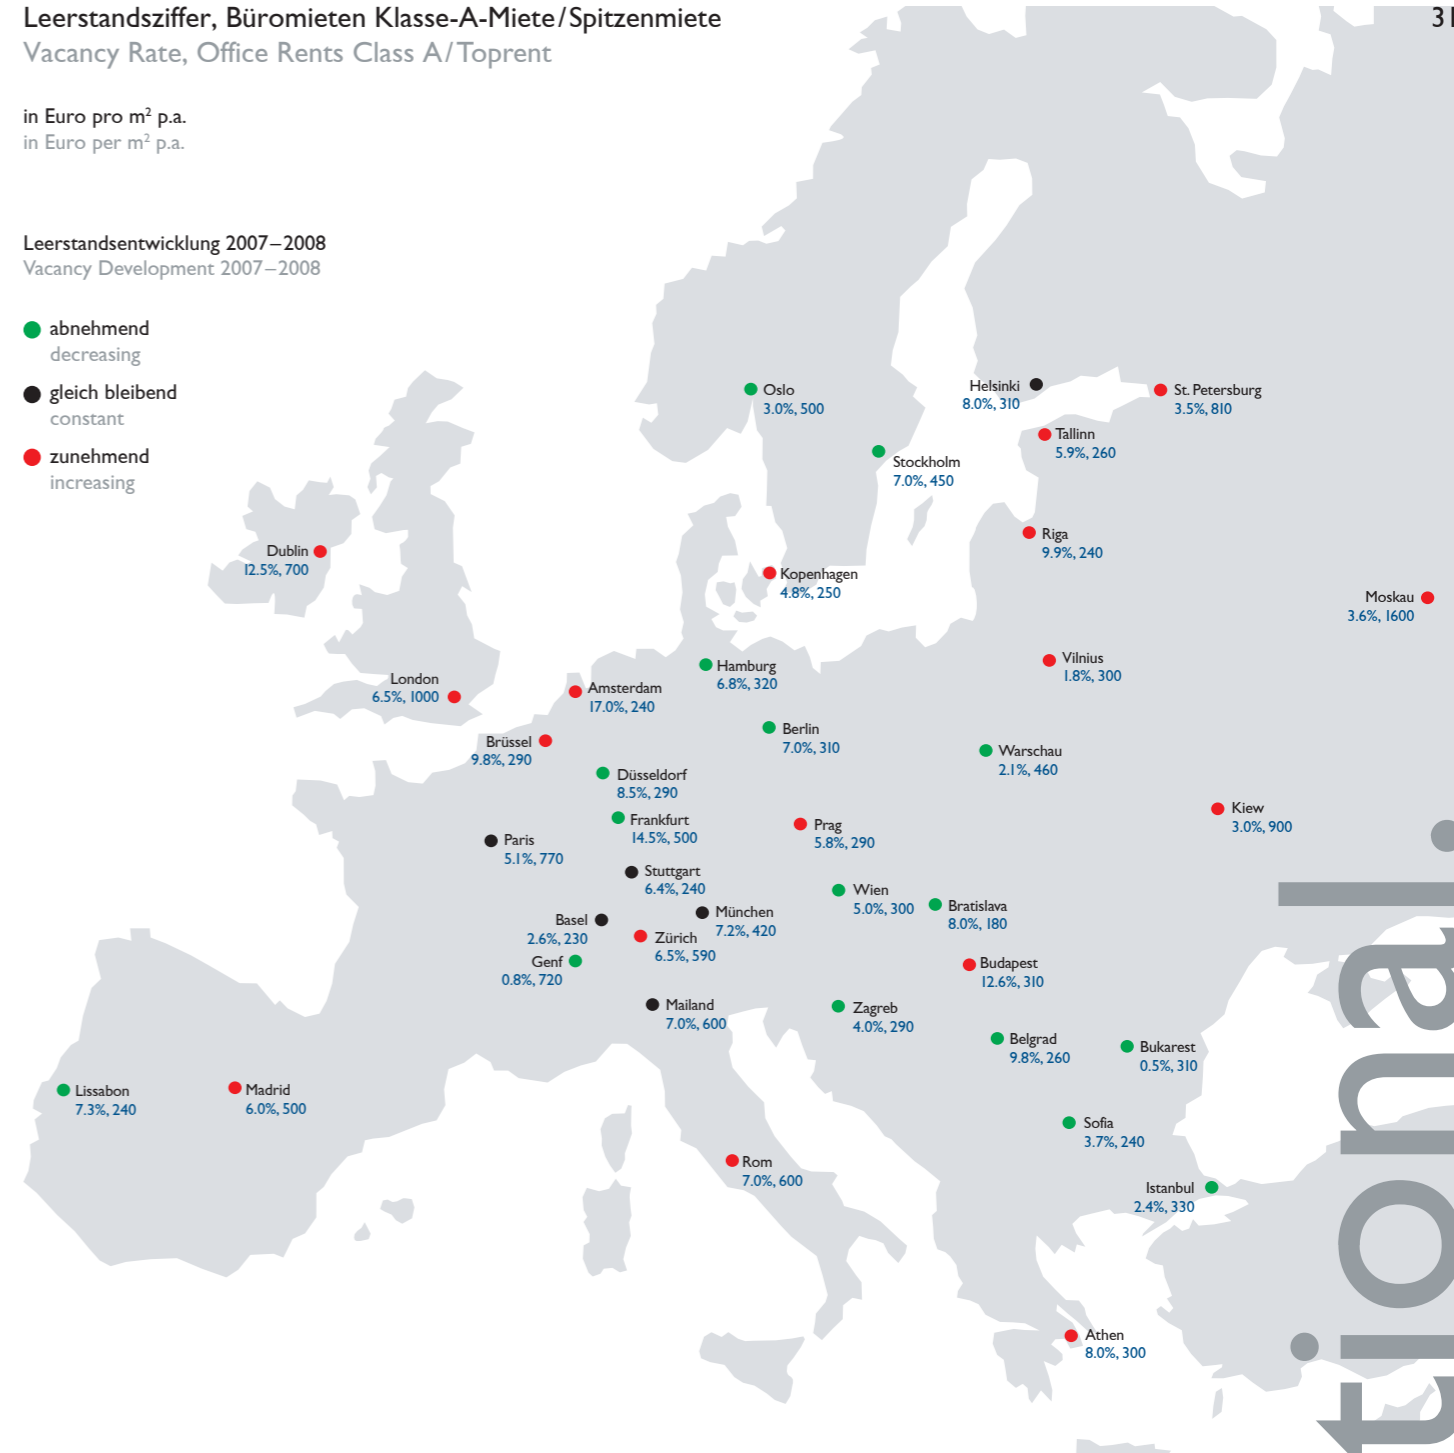 Leerstandsziffer, Büromieten Klasse-A-Miete/Spitzenmiete
31
Vacancy Rate, Office Rents Class A/Toprent
in Euro pro m² p.a.
in Euro per m² p.a.
Leerstandsentwicklung 2007–2008
Vacancy Development 2007–2008
abnehmend
decreasing
gleich bleibend
constant
zunehmend
increasing
Oslo
3.0%, 500
Helsinki
8.0%, 310
St. Petersburg
3.5%, 810
Tallinn
5.9%, 260
Stockholm
7.0%, 450
Riga
9.9%, 240
Dublin
12.5%, 700
Kopenhagen
4.8%, 250
Moskau
3.6%, 1600
Vilnius
1.8%, 300
Hamburg
6.8%, 320
London
6.5%, 1000
Amsterdam
17.0%, 240
Berlin
7.0%, 310
Brüssel
9.8%, 290
Warschau
2.1%, 460
Düsseldorf
8.5%, 290
Kiew
3.0%, 900
Frankfurt
14.5%, 500
Prag
5.8%, 290
Paris
5.1%, 770
Stuttgart
6.4%, 240
Wien
5.0%, 300
Bratislava
8.0%, 180
München
7.2%, 420
Basel
2.6%, 230
Zürich
6.5%, 590
Genf
0.8%, 720
Budapest
12.6%, 310
Mailand
7.0%, 600
Zagreb
4.0%, 290
Belgrad
9.8%, 260
Bukarest
0.5%, 310
Lissabon
7.3%, 240
Madrid
6.0%, 500
Sofia
3.7%, 240
Rom
7.0%, 600
Istanbul
2.4%, 330
Athen
8.0%, 300
tional.